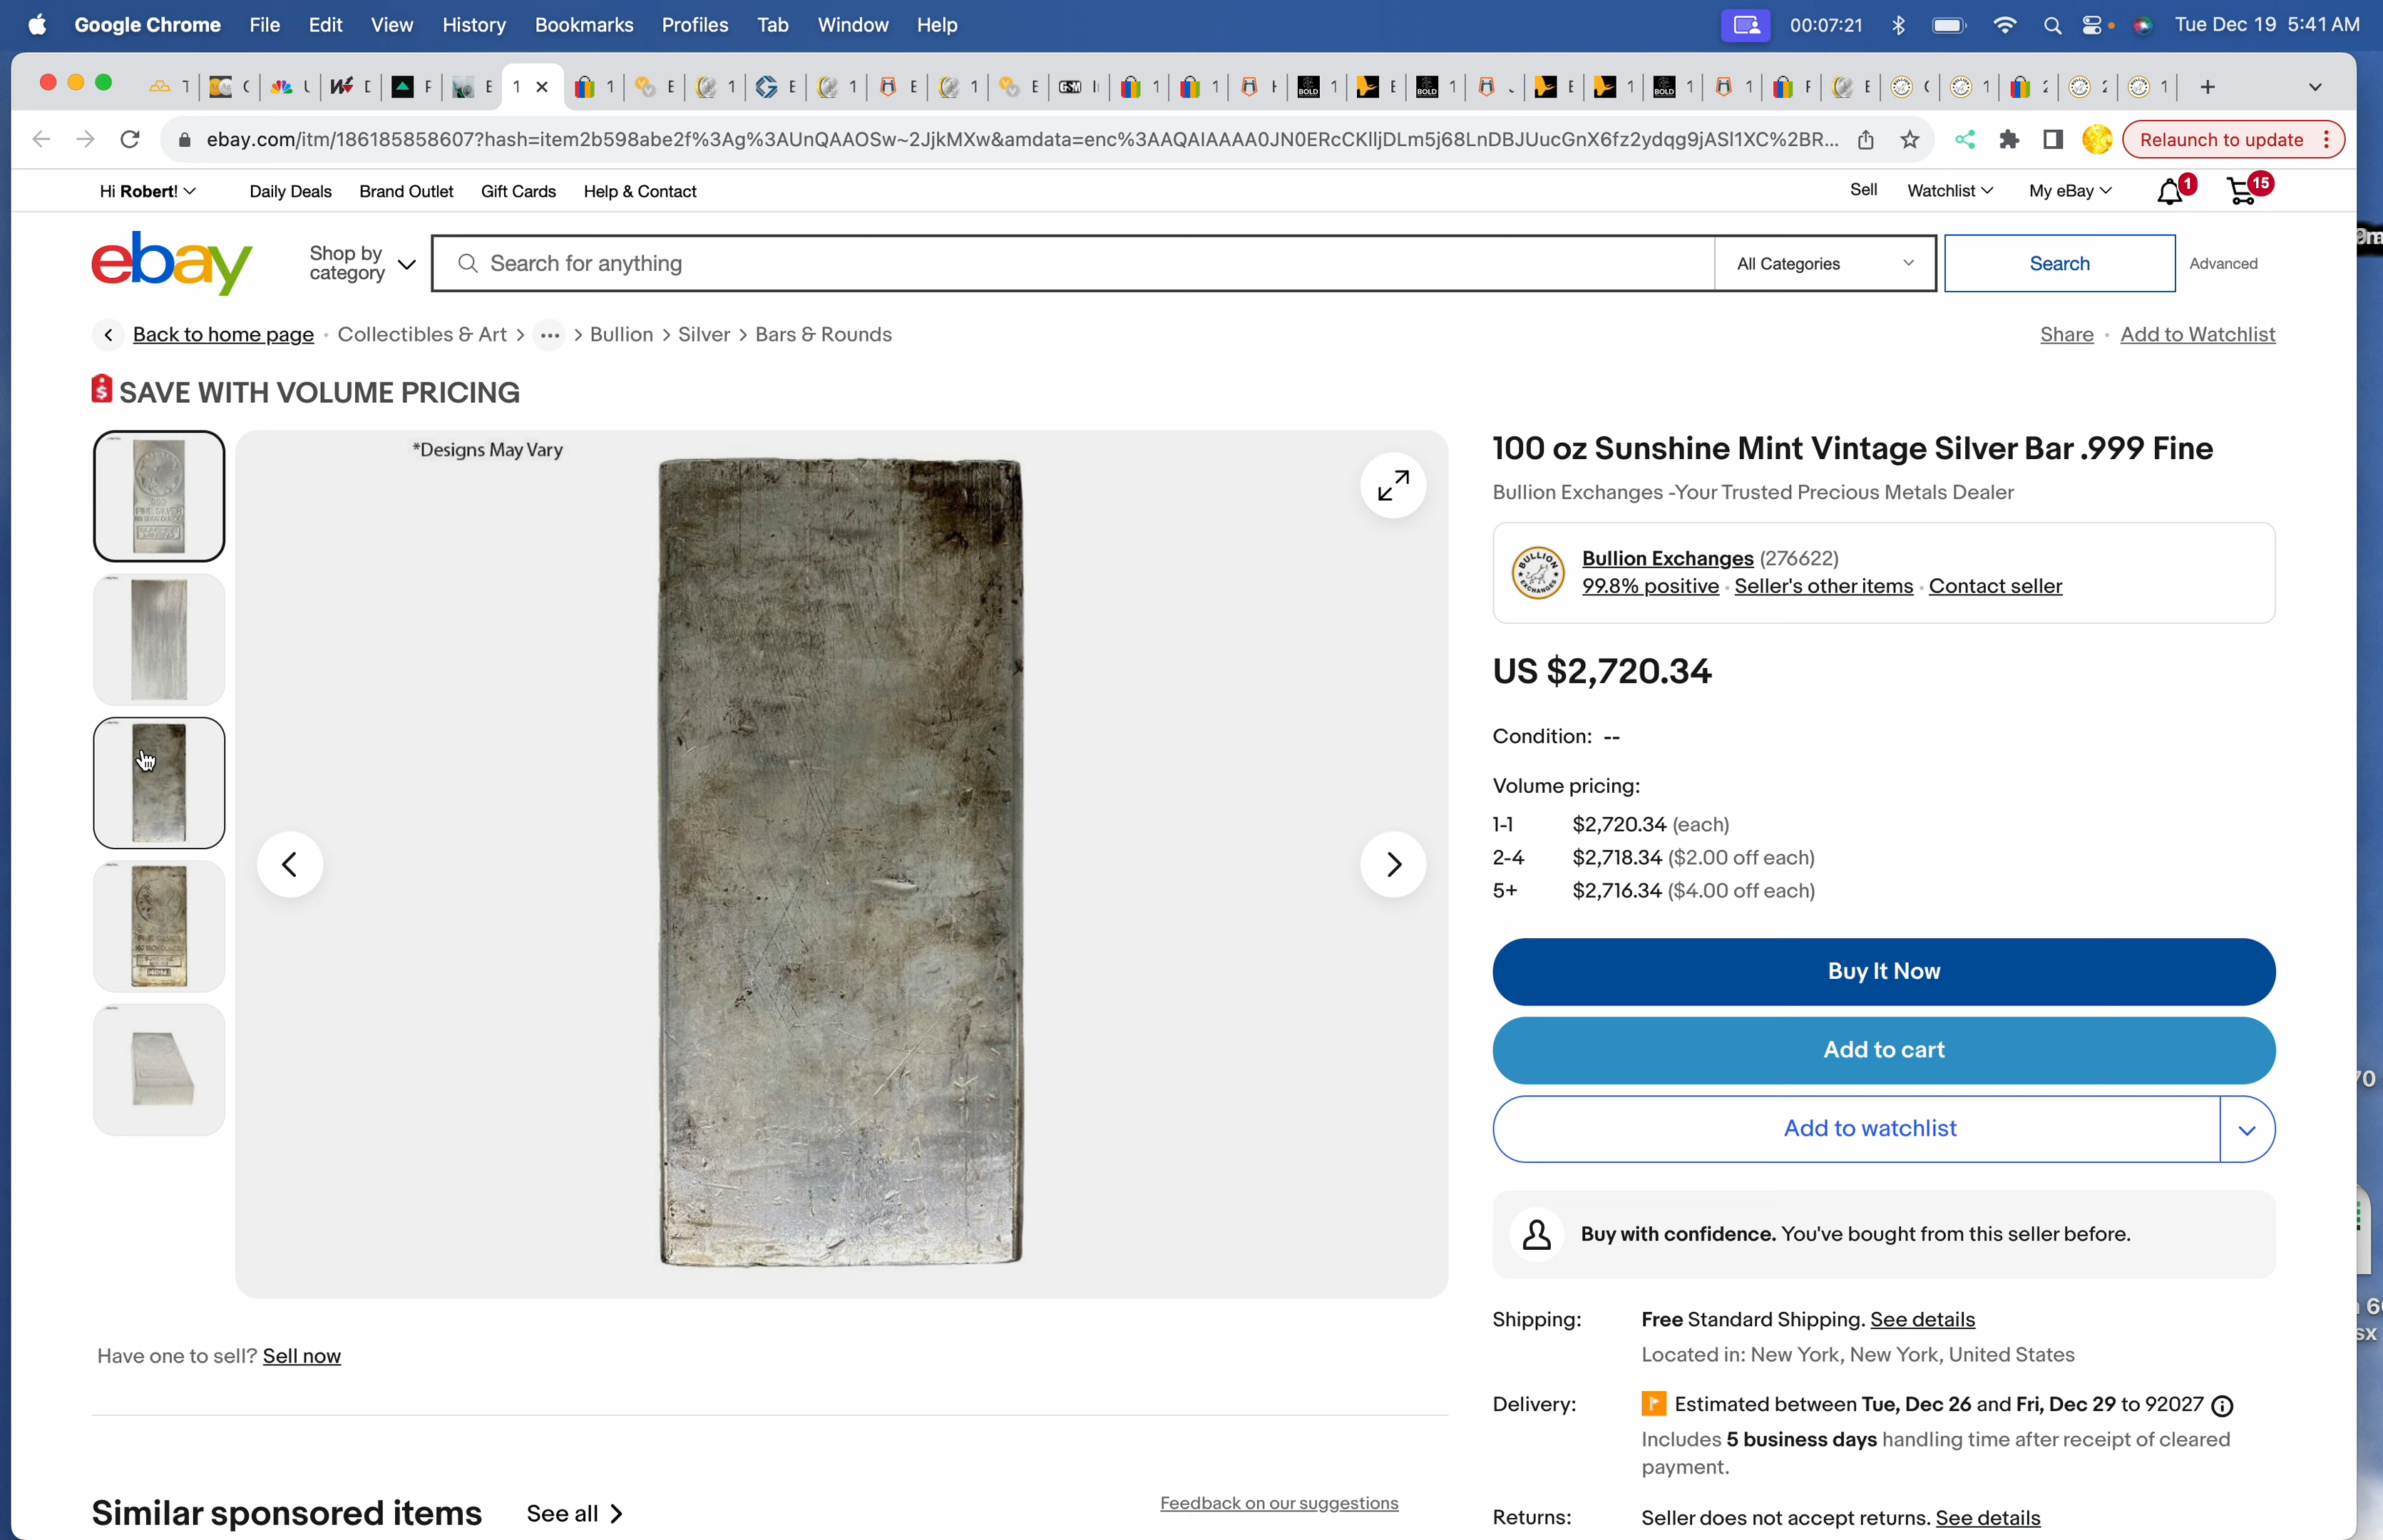 Google Chrome File Edit View History Bookmarks Profiles Tab Window Help 00:07:21 Tue Dec 19 5:41 AM
ebay.com/itm/186185858607?hash=item2b598abe2f%3Ag%3AUnQAAOSw~2JjkMXw&amdata=enc%3AAQAIAAAA0JN0ERcCKlljDLm5j68LnDBJUucGnX6fz2ydqg9jASl1XC%2BR... Relaunch to update
Hi Robert! Daily Deals Brand Outlet Gift Cards Help & Contact Sell Watchlist My eBay 1 15
ebay Shop by category Search for anything All Categories Search Advanced
Back to home page · Collectibles & Art > ... > Bullion > Silver > Bars & Rounds Share · Add to Watchlist
$ SAVE WITH VOLUME PRICING
*Designs May Vary
100 oz Sunshine Mint Vintage Silver Bar .999 Fine
Bullion Exchanges -Your Trusted Precious Metals Dealer
Bullion Exchanges (276622)
99.8% positive · Seller's other items · Contact seller
US $2,720.34
Condition: --
Volume pricing:
1-1 $2,720.34 (each)
2-4 $2,718.34 ($2.00 off each)
5+ $2,716.34 ($4.00 off each)
Buy It Now
Add to cart
Add to watchlist
Buy with confidence. You've bought from this seller before.
Shipping: Free Standard Shipping. See details
Located in: New York, New York, United States
Have one to sell? Sell now
Delivery: Estimated between Tue, Dec 26 and Fri, Dec 29 to 92027
Includes 5 business days handling time after receipt of cleared
payment.
Similar sponsored items See all > Feedback on our suggestions
Returns: Seller does not accept returns. See details